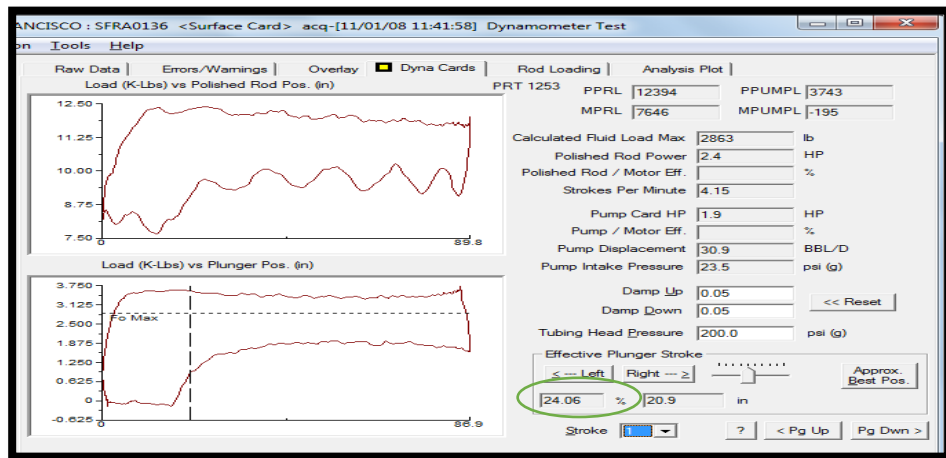 ANCISCO : SFRA0136 <Surface Card> acq-[11/01/08 11:41:58] Dynamometer Test
on Tools Help
Raw Data Errors/Warnings Overlay Dyna Cards Rod Loading Analysis Plot
Load (K-Lbs) vs Polished Rod Pos. (in)
12.50
11.25
10.00
8.75
7.50
0 89.8
Load (K-Lbs) vs Plunger Pos. (in)
3.750
3.125
Fo Max
2.500
1.875
1.250
0.625
0
-0.625
0 86.9
PRT 1253 PPRL 12394 PPUMPL 3743
MPRL 7646 MPUMPL -195
Calculated Fluid Load Max 2863 lb
Polished Rod Power 2.4 HP
Polished Rod / Motor Eff. %
Strokes Per Minute 4.15
Pump Card HP 1.9 HP
Pump / Motor Eff. %
Pump Displacement 30.9 BBL/D
Pump Intake Pressure 23.5 psi (g)
Damp Up 0.05
Damp Down 0.05
<< Reset
Tubing Head Pressure 200.0 psi (g)
Effective Plunger Stroke
< --- Left Right --- >
Approx.
Best Pos.
24.06 % 20.9 in
Stroke 1 ? < Pg Up Pg Dwn >